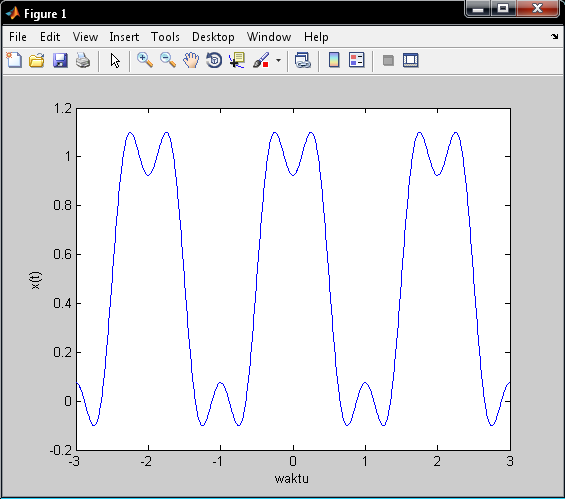 Figure 1
File Edit View Insert Tools Desktop Window Help
1.2
1
0.8
0.6
0.4
0.2
0
-0.2
x(t)
-3 -2 -1 0 1 2 3
waktu